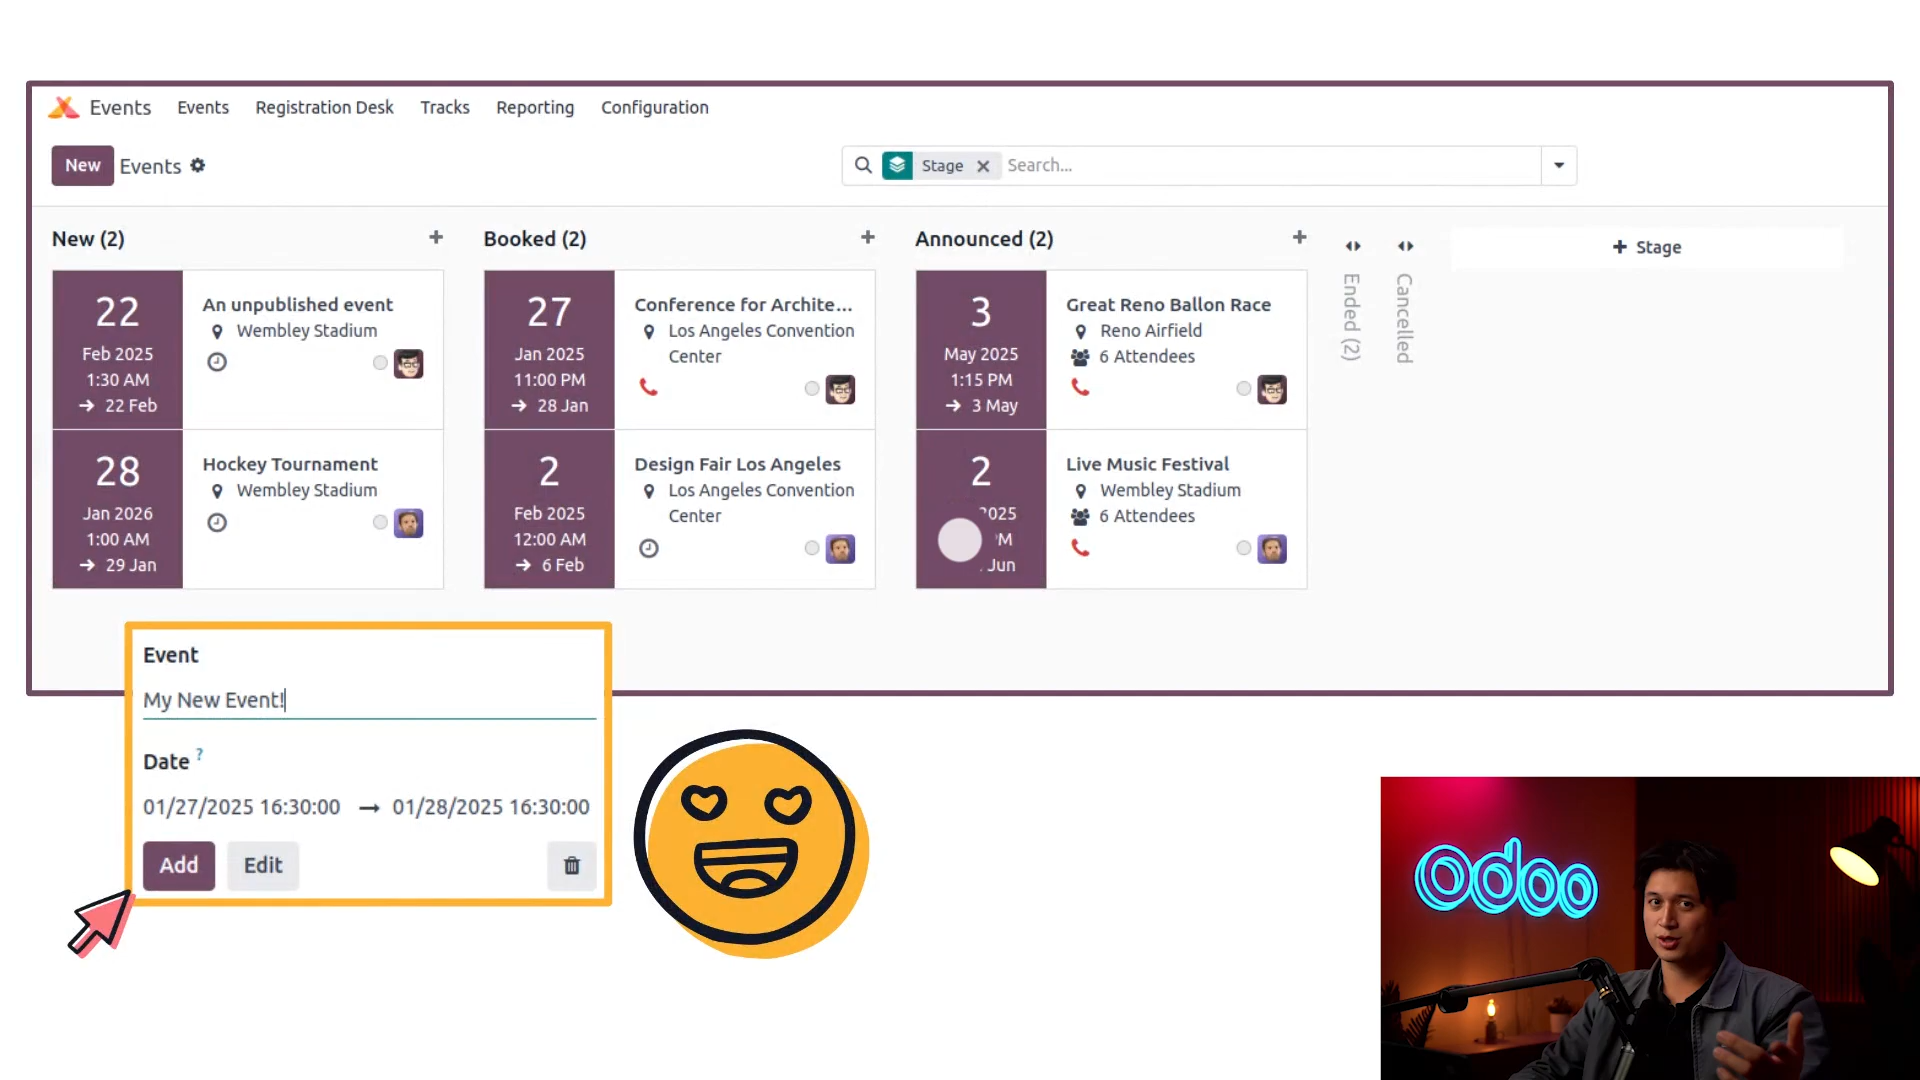 Events Events Registration Desk Tracks Reporting Configuration
New Events Stage Search...
New (2)
22
Feb 2025
1:30 AM
→ 22 Feb
An unpublished event
Wembley Stadium
28
Jan 2026
1:00 AM
→ 29 Jan
Hockey Tournament
Wembley Stadium
Booked (2)
27
Jan 2025
11:00 PM
→ 28 Jan
Conference for Archite...
Los Angeles Convention
Center
2
Feb 2025
12:00 AM
→ 6 Feb
Design Fair Los Angeles
Los Angeles Convention
Center
Announced (2)
3
May 2025
1:15 PM
→ 3 May
Great Reno Ballon Race
Reno Airfield
6 Attendees
2
2025
Jun
Live Music Festival
Wembley Stadium
6 Attendees
Ended (2)
Cancelled
+ Stage
Event
My New Event!
Date ?
01/27/2025 16:30:00 → 01/28/2025 16:30:00
Add Edit
odoo